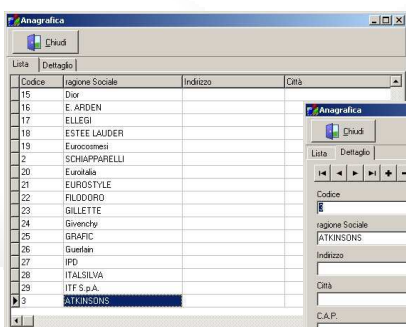 Anagrafica
Chiudi
Lista Dettaglio
Codice ragione Sociale Indirizzo Città
15 Dior
16 E. ARDEN
17 ELLEGI
18 ESTEE LAUDER
19 Eurocosmesi
2 SCHIAPPARELLI
20 Euroitalia
21 EUROSTYLE
22 FILODORO
23 GILLETTE
24 Givenchy
25 GRAFIC
26 Guerlain
27 IPD
28 ITALSILVA
29 ITF S.p.A.
3 ATKINSONS
Anagrafica
Chiudi
Lista Dettaglio
Codice
3
ragione Sociale
ATKINSONS
Indirizzo
Città
C.A.P.